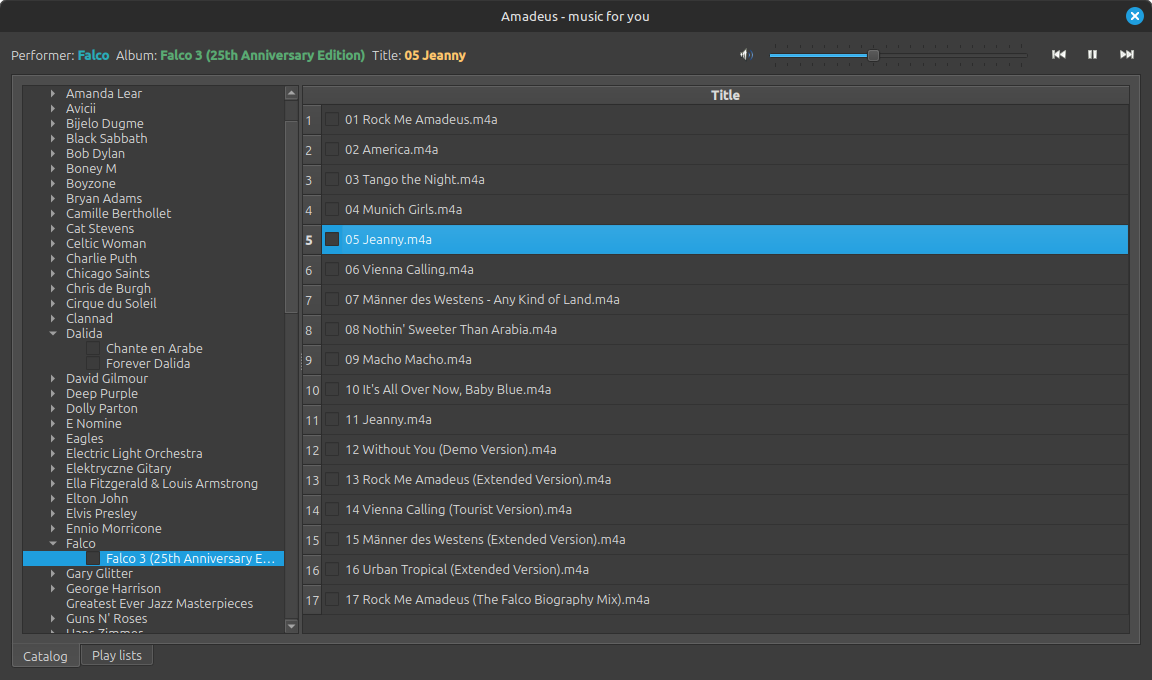 Amadeus - music for you
Performer: Falco Album: Falco 3 (25th Anniversary Edition) Title: 05 Jeanny
Amanda Lear
Avicii
Bijelo Dugme
Black Sabbath
Bob Dylan
Boney M
Boyzone
Bryan Adams
Camille Berthollet
Cat Stevens
Celtic Woman
Charlie Puth
Chicago Saints
Chris de Burgh
Cirque du Soleil
Clannad
Dalida
Chante en Arabe
Forever Dalida
David Gilmour
Deep Purple
Dolly Parton
E Nomine
Eagles
Electric Light Orchestra
Elektryczne Gitary
Ella Fitzgerald & Louis Armstrong
Elton John
Elvis Presley
Ennio Morricone
Falco
Falco 3 (25th Anniversary E...
Gary Glitter
George Harrison
Greatest Ever Jazz Masterpieces
Guns N' Roses
Hans Zimmer
Title
1 01 Rock Me Amadeus.m4a
2 02 America.m4a
3 03 Tango the Night.m4a
4 04 Munich Girls.m4a
5 05 Jeanny.m4a
6 06 Vienna Calling.m4a
7 07 Männer des Westens - Any Kind of Land.m4a
8 08 Nothin' Sweeter Than Arabia.m4a
9 09 Macho Macho.m4a
10 10 It's All Over Now, Baby Blue.m4a
11 11 Jeanny.m4a
12 12 Without You (Demo Version).m4a
13 13 Rock Me Amadeus (Extended Version).m4a
14 14 Vienna Calling (Tourist Version).m4a
15 15 Männer des Westens (Extended Version).m4a
16 16 Urban Tropical (Extended Version).m4a
17 17 Rock Me Amadeus (The Falco Biography Mix).m4a
Catalog Play lists